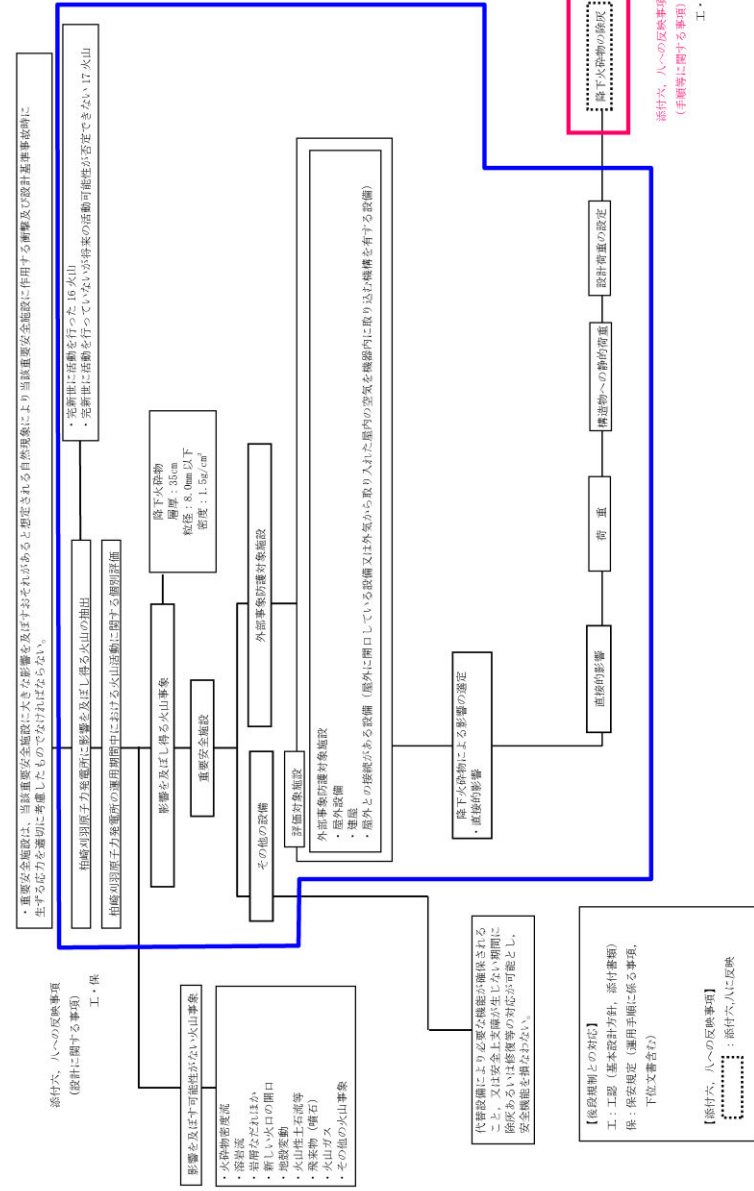 ・重要安全施設は、当該重要安全施設に大きな影響を及ぼすおそれがあると想定される自然現象により当該重要安全施設に作用する衝撃及び設計基準事故時に
生ずる応力を適切に考慮したものでなければならない。
添付六，八への反映事項
（設計に関する事項）
工・保
柏崎刈羽原子力発電所に影響を及ぼし得る火山の抽出
・完新世に活動を行った 16 火山
・完新世に活動を行っていないが将来の活動可能性が否定できない 17 火山
柏崎刈羽原子力発電所の運用期間中における火山活動に関する個別評価
影響を及ぼす可能性がない火山事象
・火砕物密度流
・溶岩流
・岩屑なだれほか
・新しい火口の開口
・地殻変動
・火山性土石流等
・飛来物（噴石）
・火山ガス
・その他の火山事象
影響を及ぼし得る火山事象
降下火砕物
層厚：35cm
粒径：8.0mm 以下
密度：1.5g/cm³
重要安全施設
その他の設備
外部事象防護対象施設
評価対象施設
外部事象防護対象施設
・屋外設備
・建屋
・屋外との接続がある設備（屋外に開口している設備又は外気から取り入れた屋内の空気を機器内に取り込む機構を有する設備）
代替設備により必要な機能が確保される
こと，又は安全上支障が生じない期間に
除灰あるいは修復等の対応が可能とし，
安全機能を損なわない。
降下火砕物による影響の選定
・直接的影響
直接的影響
荷 重
構造物への静的荷重
設計荷重の設定
降下火砕物の除灰
添付六，八への反映事項
（手順等に関する事項）
工・
【後段規制との対応】
工：工認（基本設計方針，添付書類）
保：保安規定（運用手順に係る事項，
下位文書含む）
【添付六，八への反映事項】
：添付六,八に反映